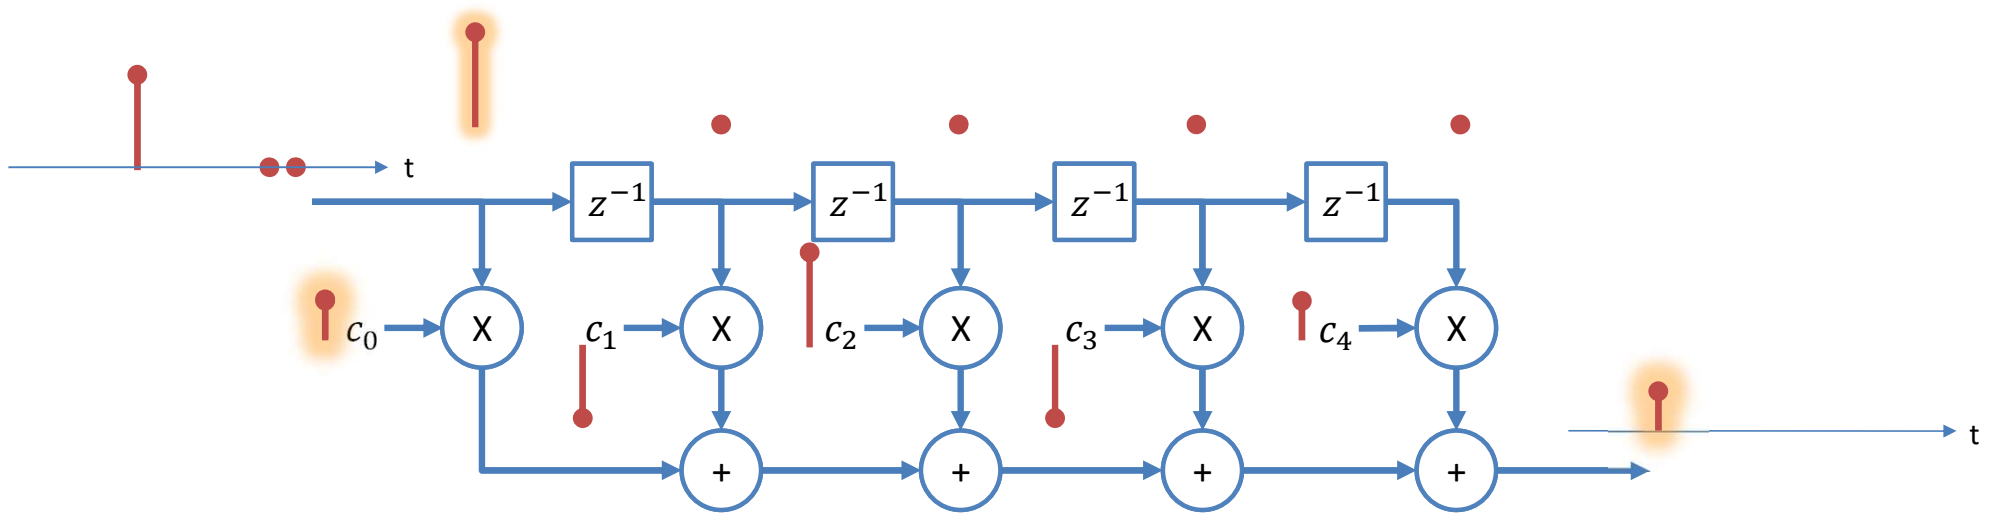 t
z⁻¹ z⁻¹ z⁻¹ z⁻¹
c₀ X c₁ X c₂ X c₃ X c₄ X
+ + + +
t